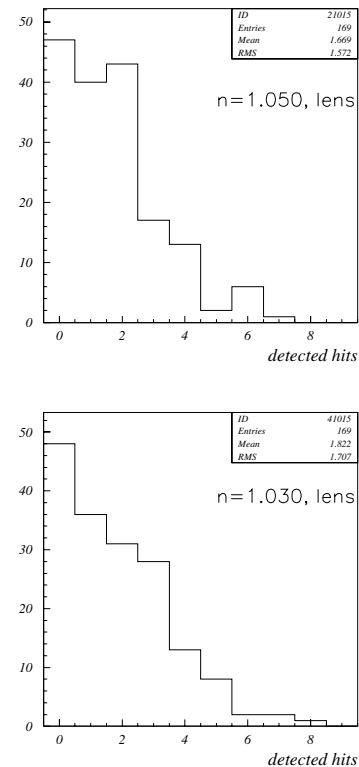 ID 21015
Entries 169
Mean 1.669
RMS 1.572
n=1.050, lens
50
40
30
20
10
0
0 2 4 6 8
detected hits
ID 41015
Entries 169
Mean 1.822
RMS 1.707
n=1.030, lens
50
40
30
20
10
0
0 2 4 6 8
detected hits